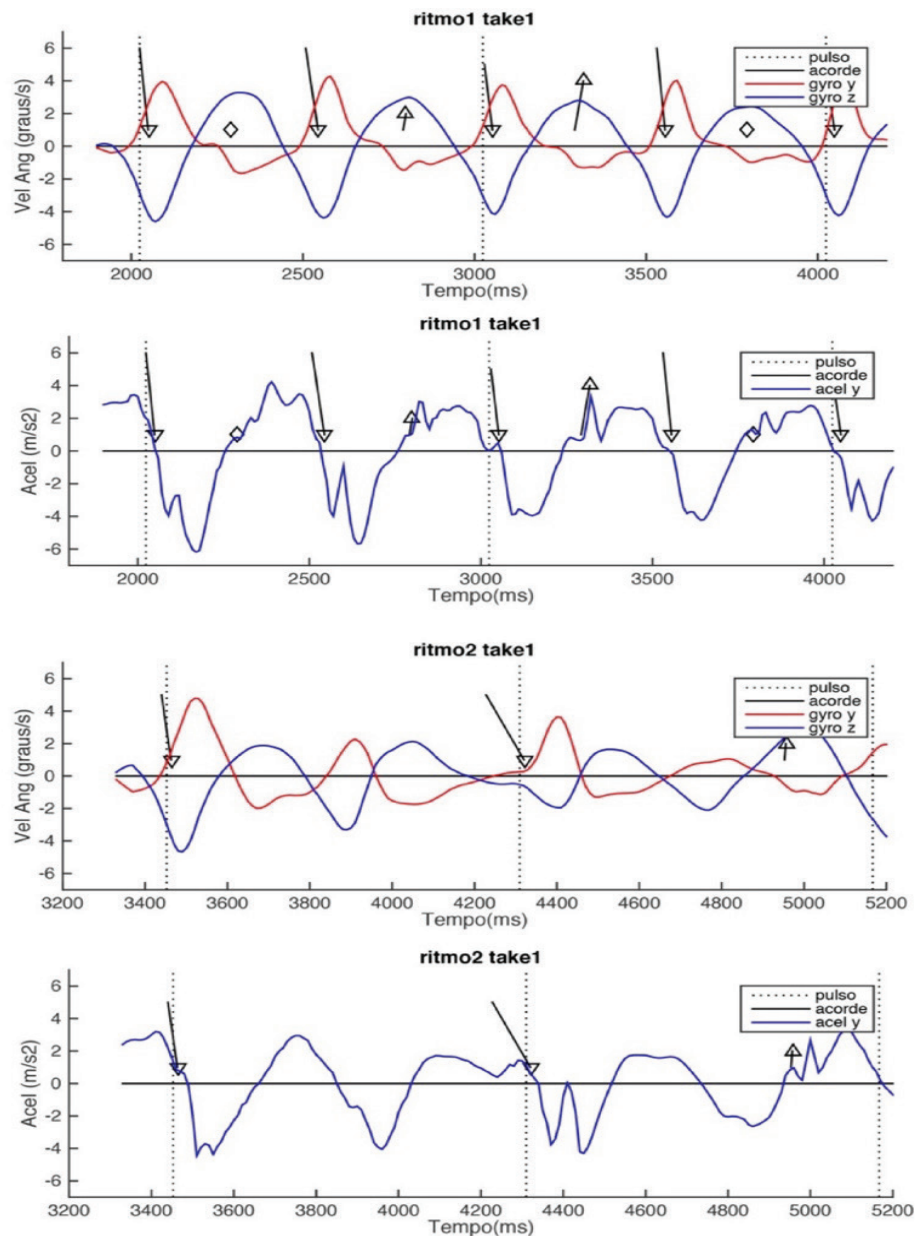 ritmo1 take1
6
4
2
0
-2
-4
-6
Vel Ang (graus/s)
pulso
acorde
gyro y
gyro z
2000 2500 3000 3500 4000
Tempo(ms)
ritmo1 take1
6
4
2
0
-2
-4
-6
Acel (m/s2)
pulso
acorde
acel y
2000 2500 3000 3500 4000
Tempo(ms)
ritmo2 take1
6
4
2
0
-2
-4
-6
Vel Ang (graus/s)
pulso
acorde
gyro y
gyro z
3200 3400 3600 3800 4000 4200 4400 4600 4800 5000 5200
Tempo(ms)
ritmo2 take1
6
4
2
0
-2
-4
-6
Acel (m/s2)
pulso
acorde
acel y
3200 3400 3600 3800 4000 4200 4400 4600 4800 5000 5200
Tempo(ms)